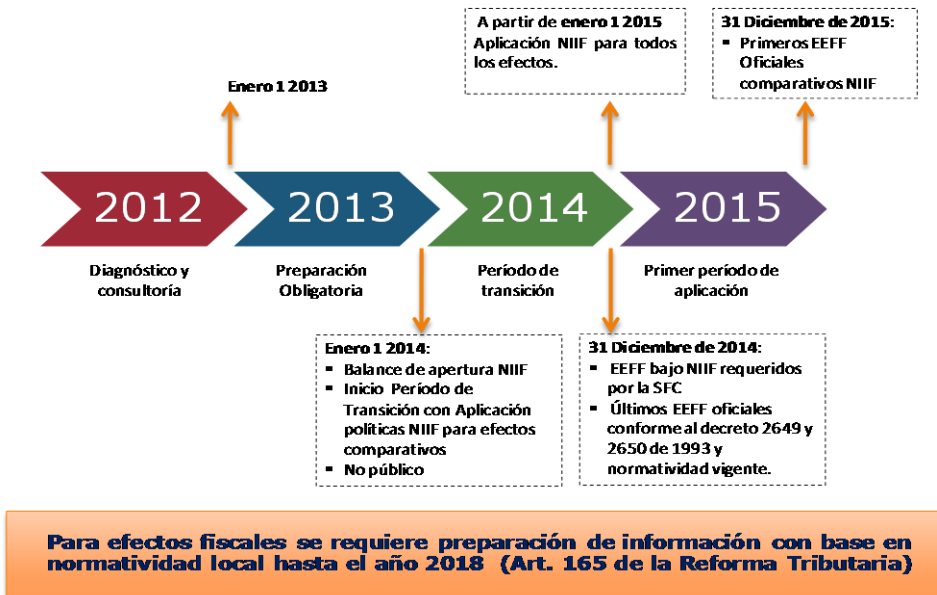 A partir de enero 1 2015
Aplicación NIIF para todos
los efectos.
31 Diciembre de 2015:
▪ Primeros EEFF
Oficiales
comparativos NIIF
Enero 1 2013
2012
2013
2014
2015
Diagnóstico y
consultoría
Preparación
Obligatoria
Período de
transición
Primer período de
aplicación
Enero 1 2014:
▪ Balance de apertura NIIF
▪ Inicio Período de
Transición con Aplicación
políticas NIIF para efectos
comparativos
▪ No público
31 Diciembre de 2014:
▪ EEFF bajo NIIF requeridos
por la SFC
▪ Últimos EEFF oficiales
conforme al decreto 2649 y
2650 de 1993 y
normatividad vigente.
Para efectos fiscales se requiere preparación de información con base en
normatividad local hasta el año 2018 (Art. 165 de la Reforma Tributaria)